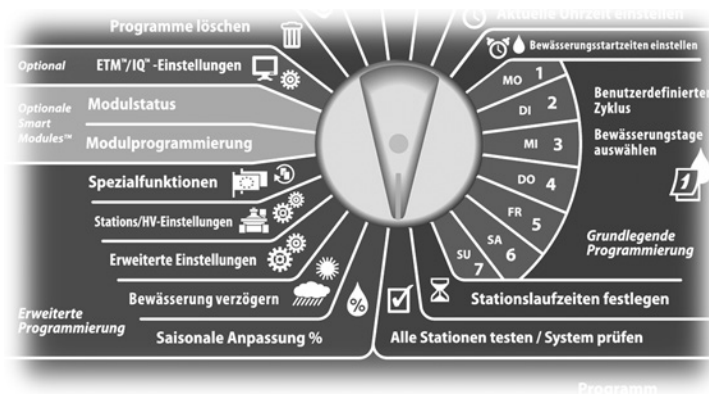 Programme löschen
Aktuelle Uhrzeit einstellen
Optional
ETM™/IQ™ -Einstellungen
Bewässerungsstartzeiten einstellen
Optionale
Smart
Modules™
Modulstatus
Modulprogrammierung
MO 1
DI 2
MI 3
DO 4
FR 5
SA 6
SU 7
Benutzerdefinierter
Zyklus
Bewässerungstage
auswählen
1
Grundlegende
Programmierung
Spezialfunktionen
Stations/HV-Einstellungen
Erweiterte Einstellungen
Bewässerung verzögern
Erweiterte
Programmierung
Saisonale Anpassung %
%
Stationslaufzeiten festlegen
Alle Stationen testen / System prüfen
Programm